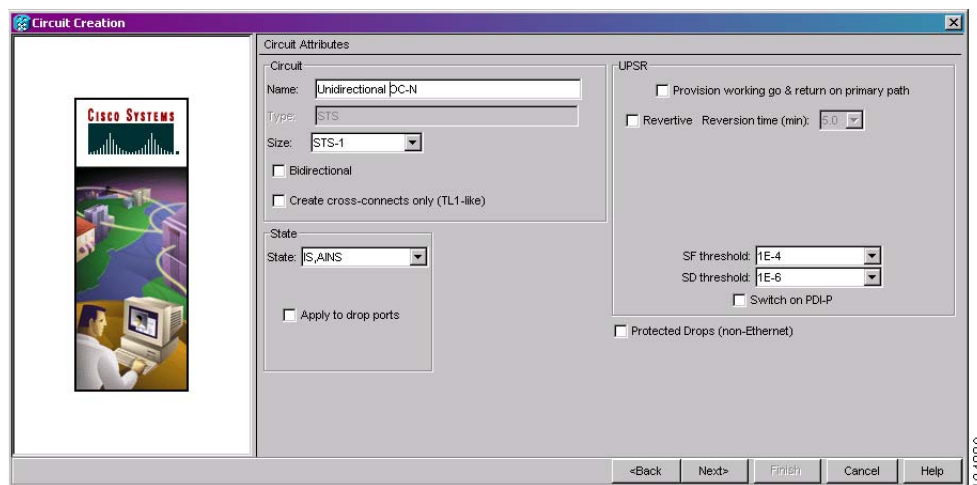 Circuit Creation
CISCO SYSTEMS
Circuit Attributes
Circuit
Name: Unidirectional OC-N
Type: STS
Size: STS-1
Bidirectional
Create cross-connects only (TL1-like)
State
State: IS,AINS
Apply to drop ports
UPSR
Provision working go & return on primary path
Revertive Reversion time (min): 5.0
SF threshold: 1E-4
SD threshold: 1E-6
Switch on PDI-P
Protected Drops (non-Ethernet)
<Back Next> Finish Cancel Help